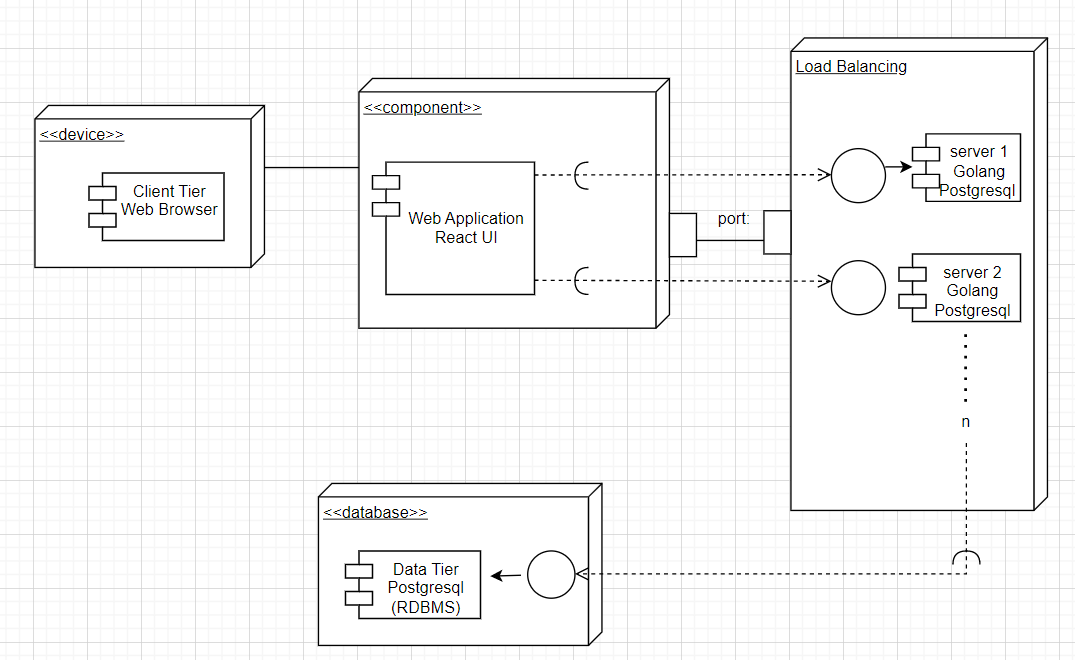 <<device>>
Client Tier
Web Browser
<<component>>
Web Application
React UI
port:
Load Balancing
server 1
Golang
Postgresql
server 2
Golang
Postgresql
n
<<database>>
Data Tier
Postgresql
(RDBMS)